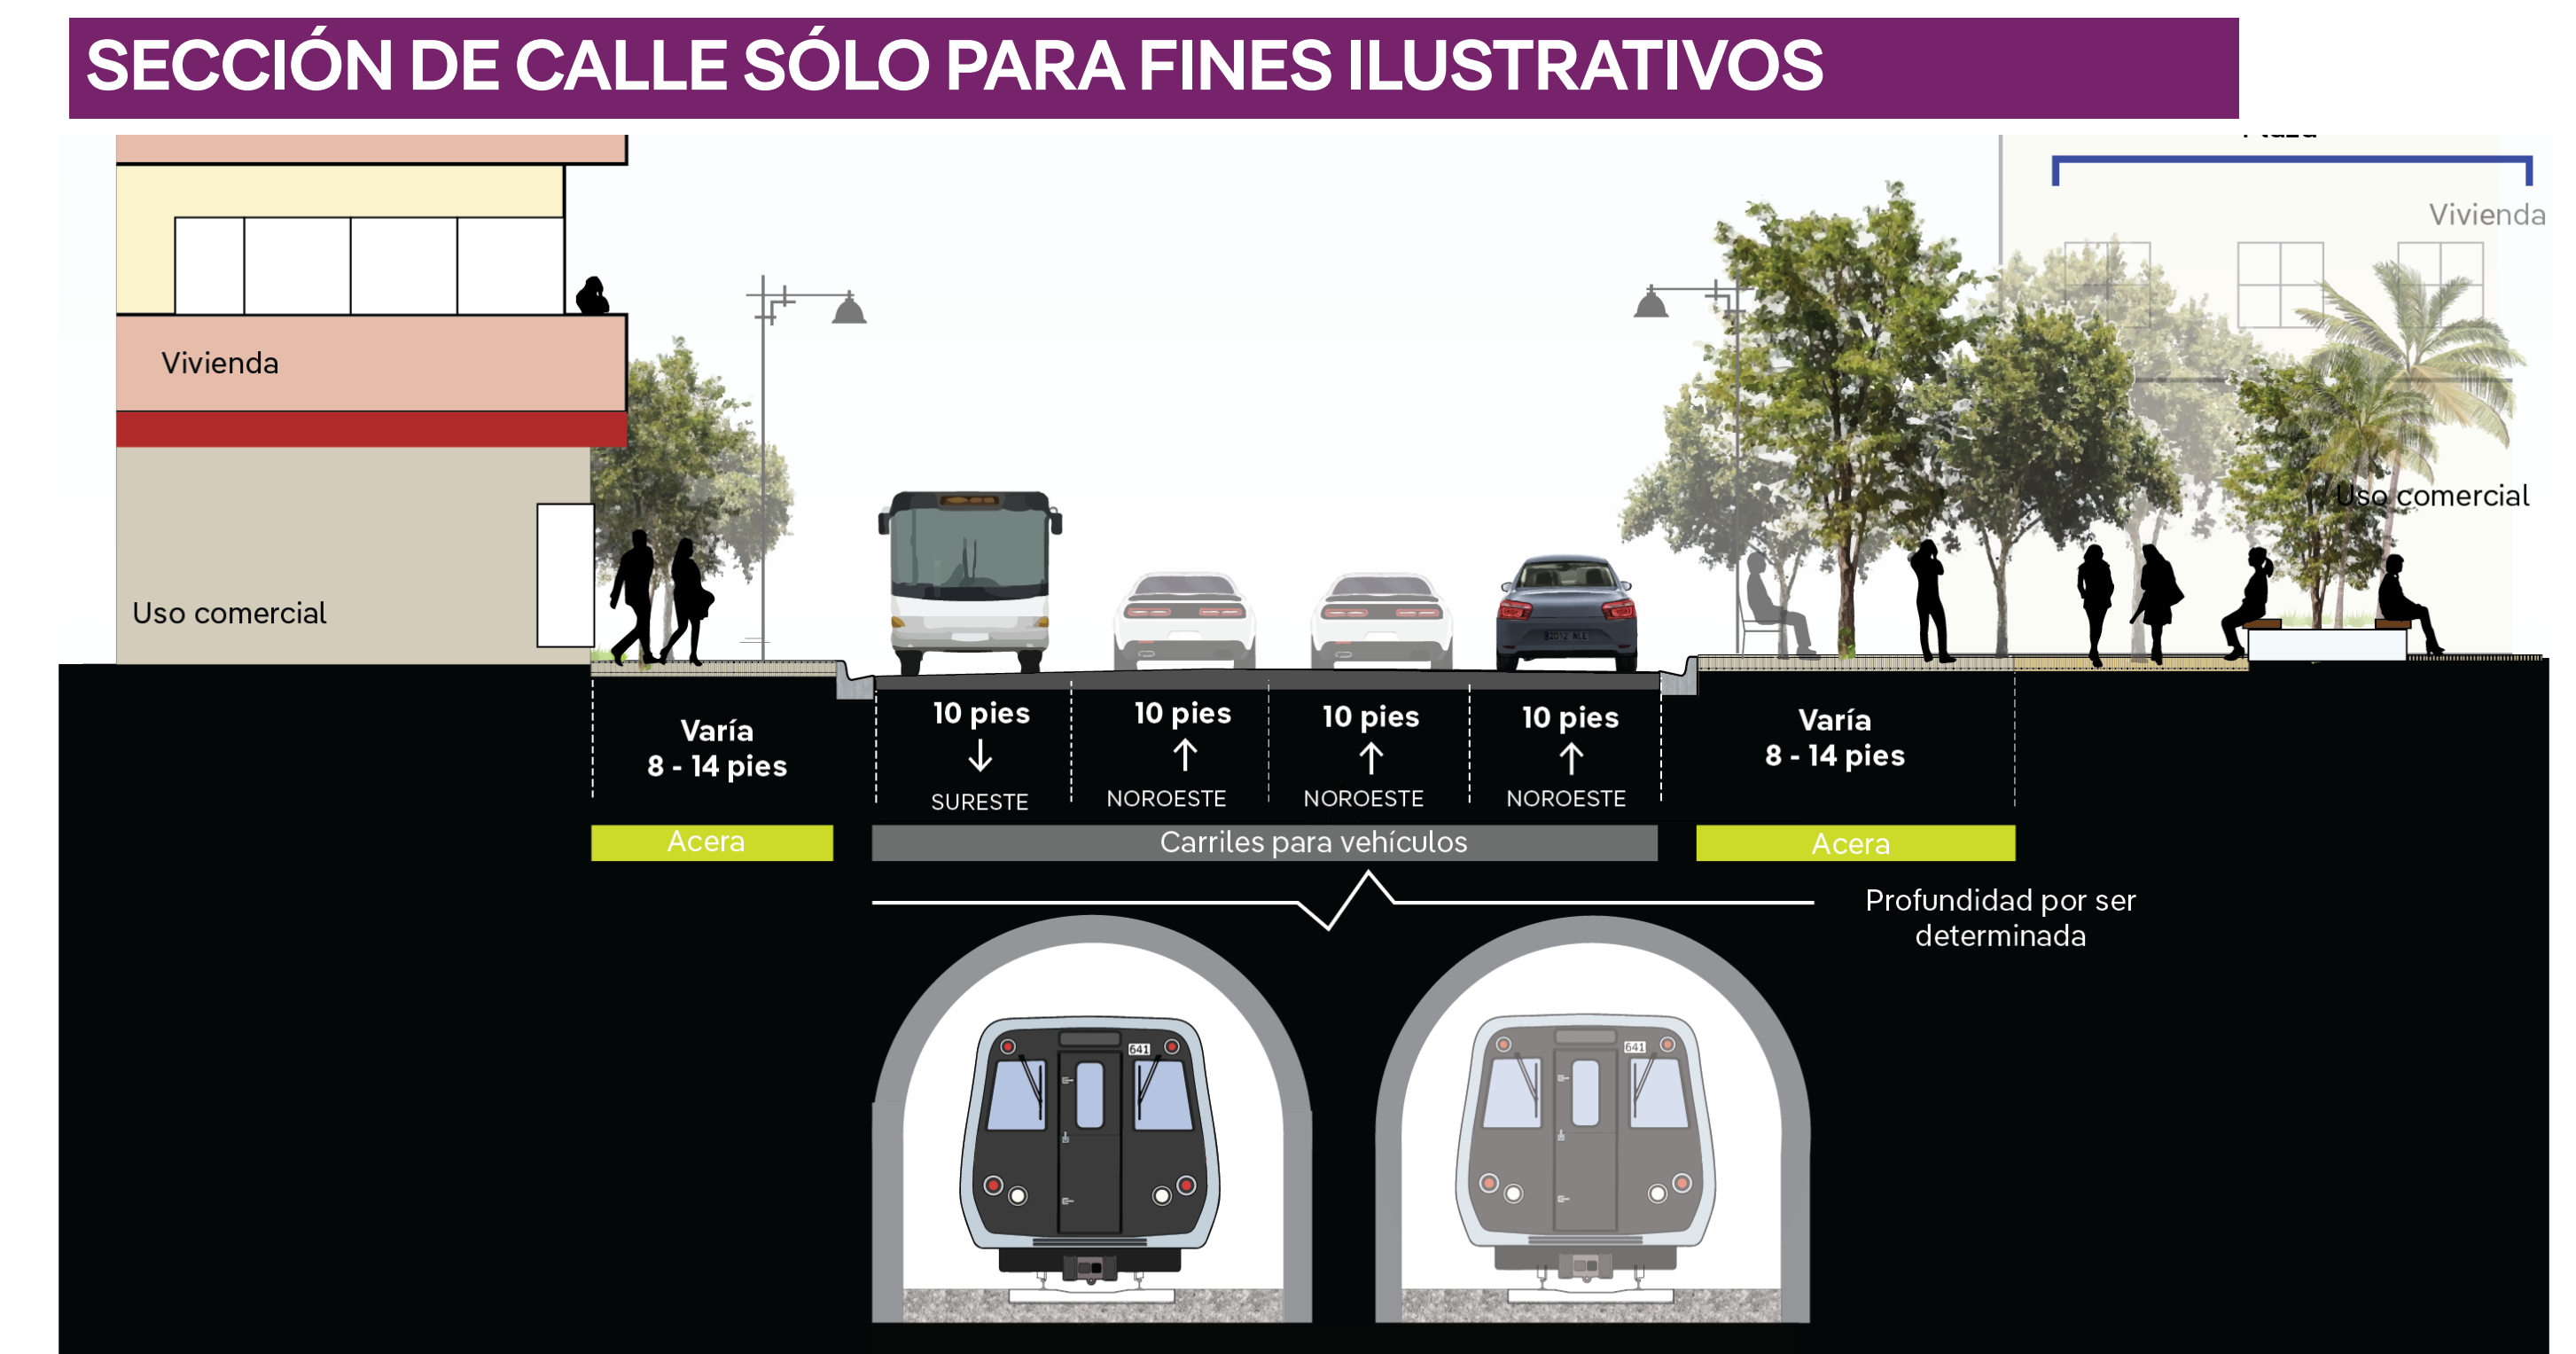 SECCIÓN DE CALLE SÓLO PARA FINES ILUSTRATIVOS
Vivienda
Vivienda
Uso comercial
Uso comercial
Varía
8 - 14 pies
10 pies
SURESTE
10 pies
NOROESTE
10 pies
NOROESTE
10 pies
NOROESTE
Varía
8 - 14 pies
Acera
Carriles para vehículos
Acera
Profundidad por ser
determinada
641
641